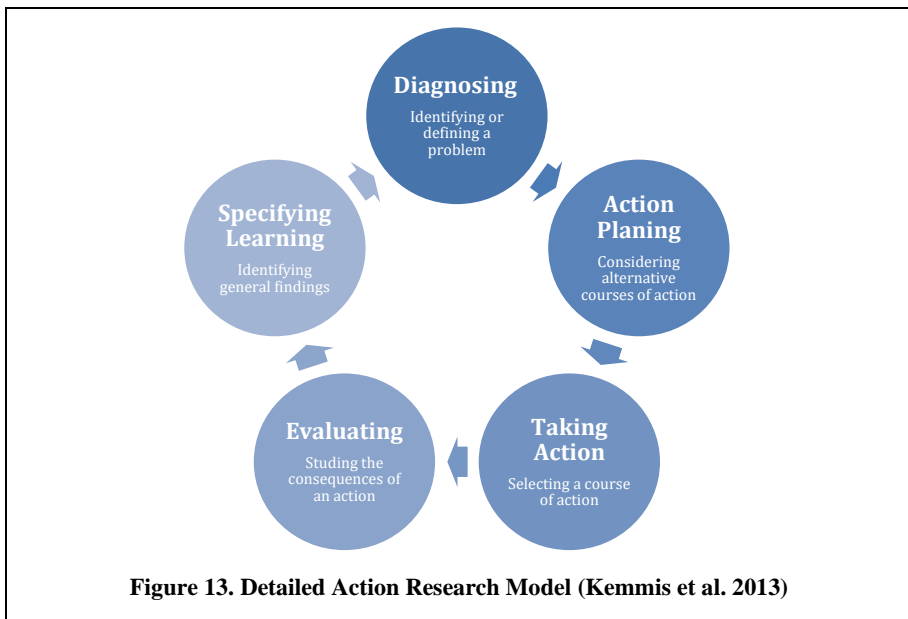 Diagnosing
Identifying or
defining a
problem
Action
Planing
Considering
alternative
courses of action
Taking
Action
Selecting a course
of action
Evaluating
Studing the
consequences of
an action
Specifying
Learning
Identifying
general findings
Figure 13. Detailed Action Research Model (Kemmis et al. 2013)